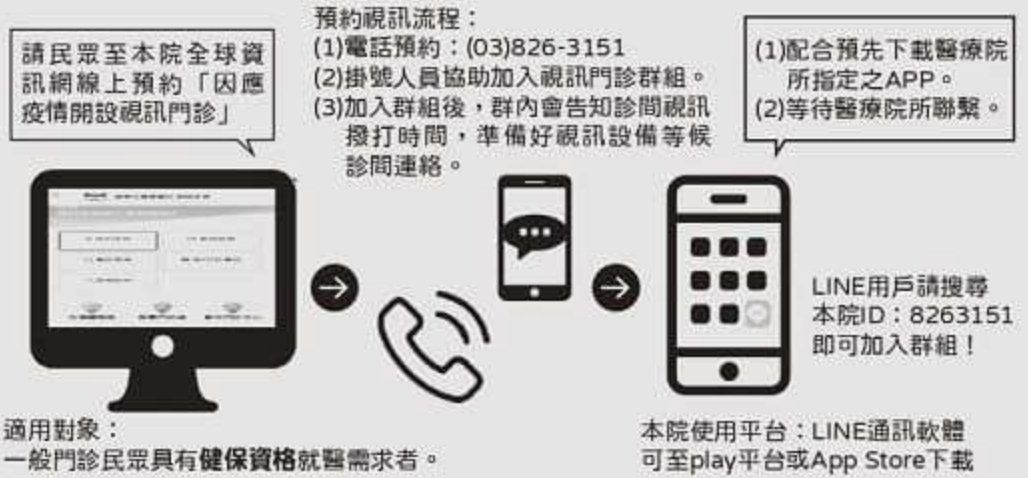 請民眾至本院全球資
訊網線上預約「因應
疫情開設視訊門診」
預約視訊流程：
(1)電話預約：(03)826-3151
(2)掛號人員協助加入視訊門診群組。
(3)加入群組後，群內會告知診間視訊
撥打時間，準備好視訊設備等候
診間連絡。
(1)配合預先下載醫療院
所指定之APP。
(2)等待醫療院所聯繫。
LINE用戶請搜尋
本院ID：8263151
即可加入群組！
適用對象：
一般門診民眾具有健保資格就醫需求者。
本院使用平台：LINE通訊軟體
可至play平台或App Store下載